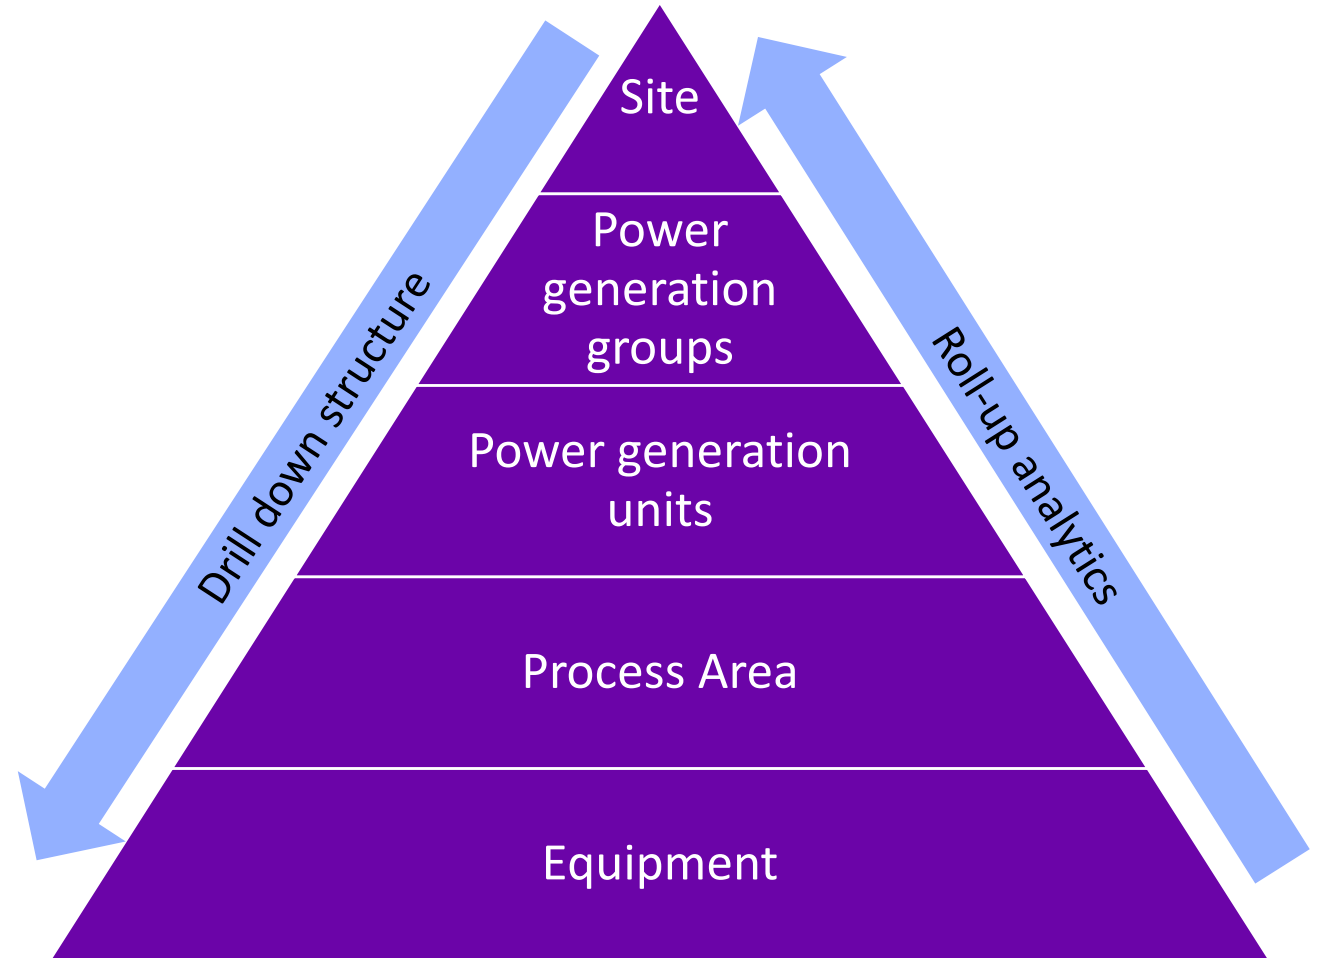 Site
Power
generation
groups
Power generation
units
Process Area
Equipment
Drill down structure
Roll-up analytics